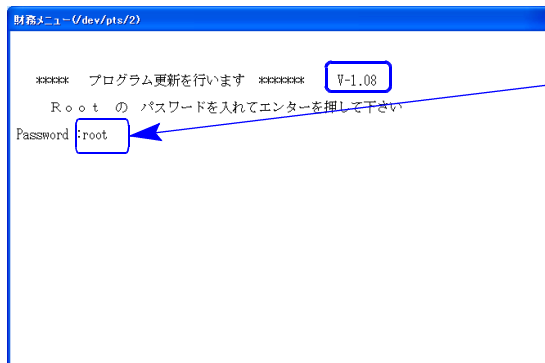 財務メニュー(/dev/pts/2)
***** プログラム更新を行います ******* V-1.08
Ｒｏｏｔ の パスワードを入れてエンターを押して下さい
Password :root